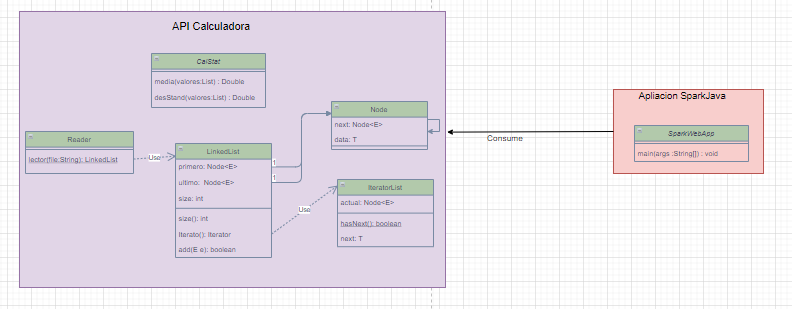 API Calculadora
CalStat
media(valores:List) : Double
desStand(valores:List) : Double
Reader
lector(file:String): LinkedList
Use
LinkedList
primero: Node<E>
ultimo: Node<E>
size: int
size(): int
Iterato(): Iterator
add(E e): boolean
1
1
Node
next: Node<E>
data: T
Use
IteratorList
actual: Node<E>
hasNext(): boolean
next: T
Consume
Apliacion SparkJava
SparkWebApp
main(args :String[]) : void